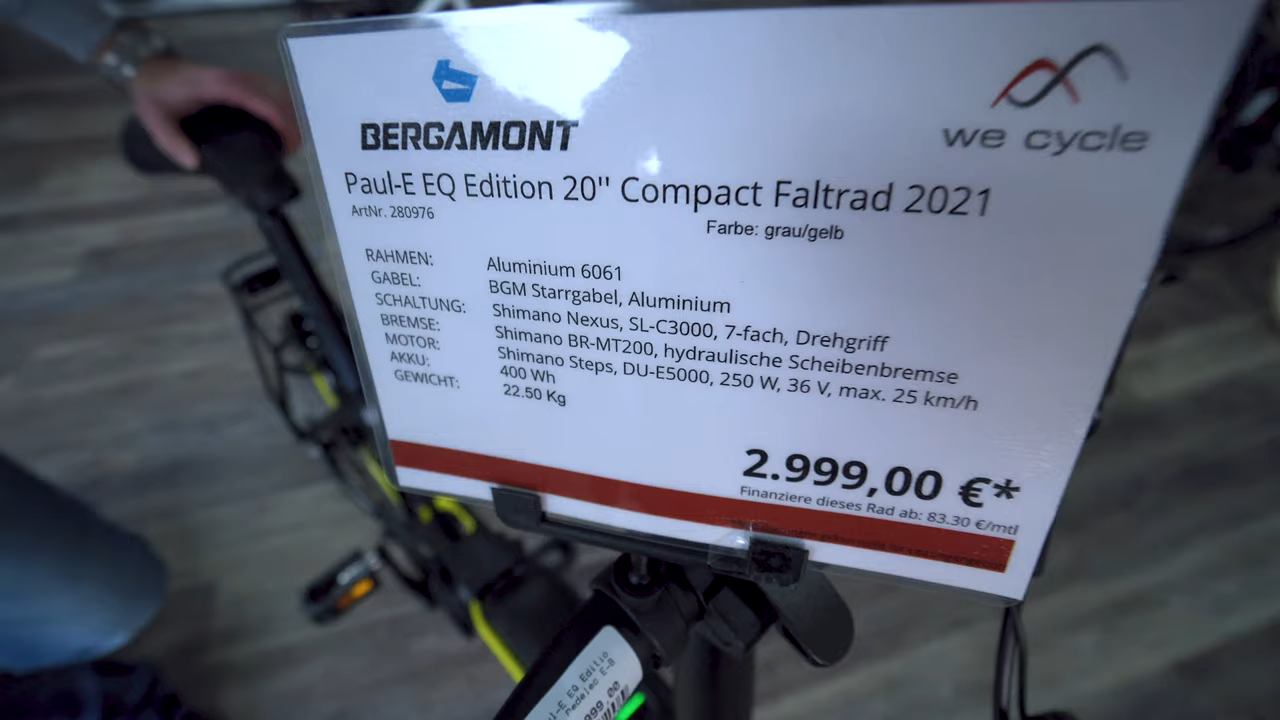 BERGAMONT
we cycle
Paul-E EQ Edition 20" Compact Faltrad 2021
ArtNr. 280976
Farbe: grau/gelb
RAHMEN: Aluminium 6061
GABEL: BGM Starrgabel, Aluminium
SCHALTUNG: Shimano Nexus, SL-C3000, 7-fach, Drehgriff
BREMSE: Shimano BR-MT200, hydraulische Scheibenbremse
MOTOR: Shimano Steps, DU-E5000, 250 W, 36 V, max. 25 km/h
AKKU: 400 Wh
GEWICHT: 22.50 Kg
2.999,00 €*
Finanziere dieses Rad ab: 83.30 €/mtl
EQ Editio